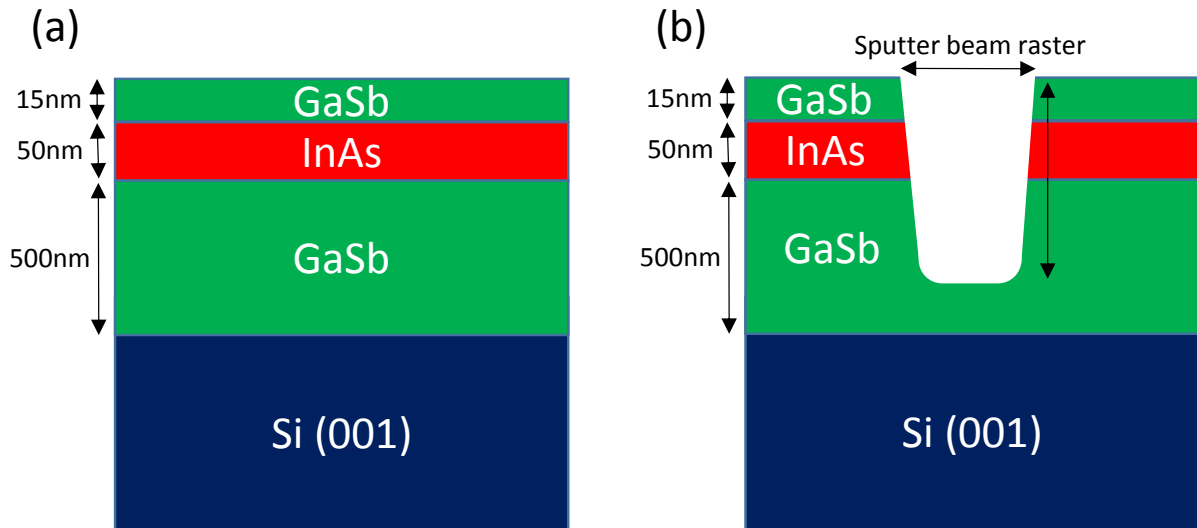 (a)
15nm
GaSb
50nm
InAs
500nm
GaSb
Si (001)
(b)
Sputter beam raster
15nm
GaSb
50nm
InAs
500nm
GaSb
Si (001)